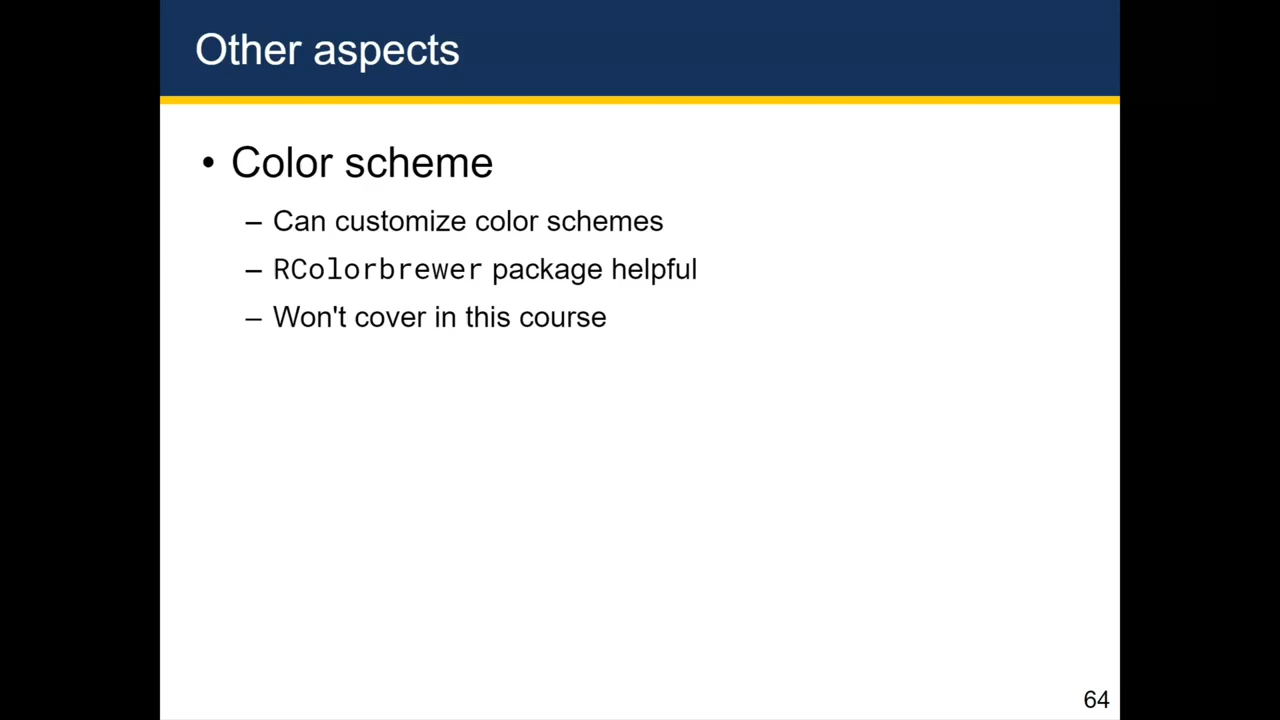 Other aspects
• Color scheme
– Can customize color schemes
– RColorbrewer package helpful
– Won't cover in this course
64